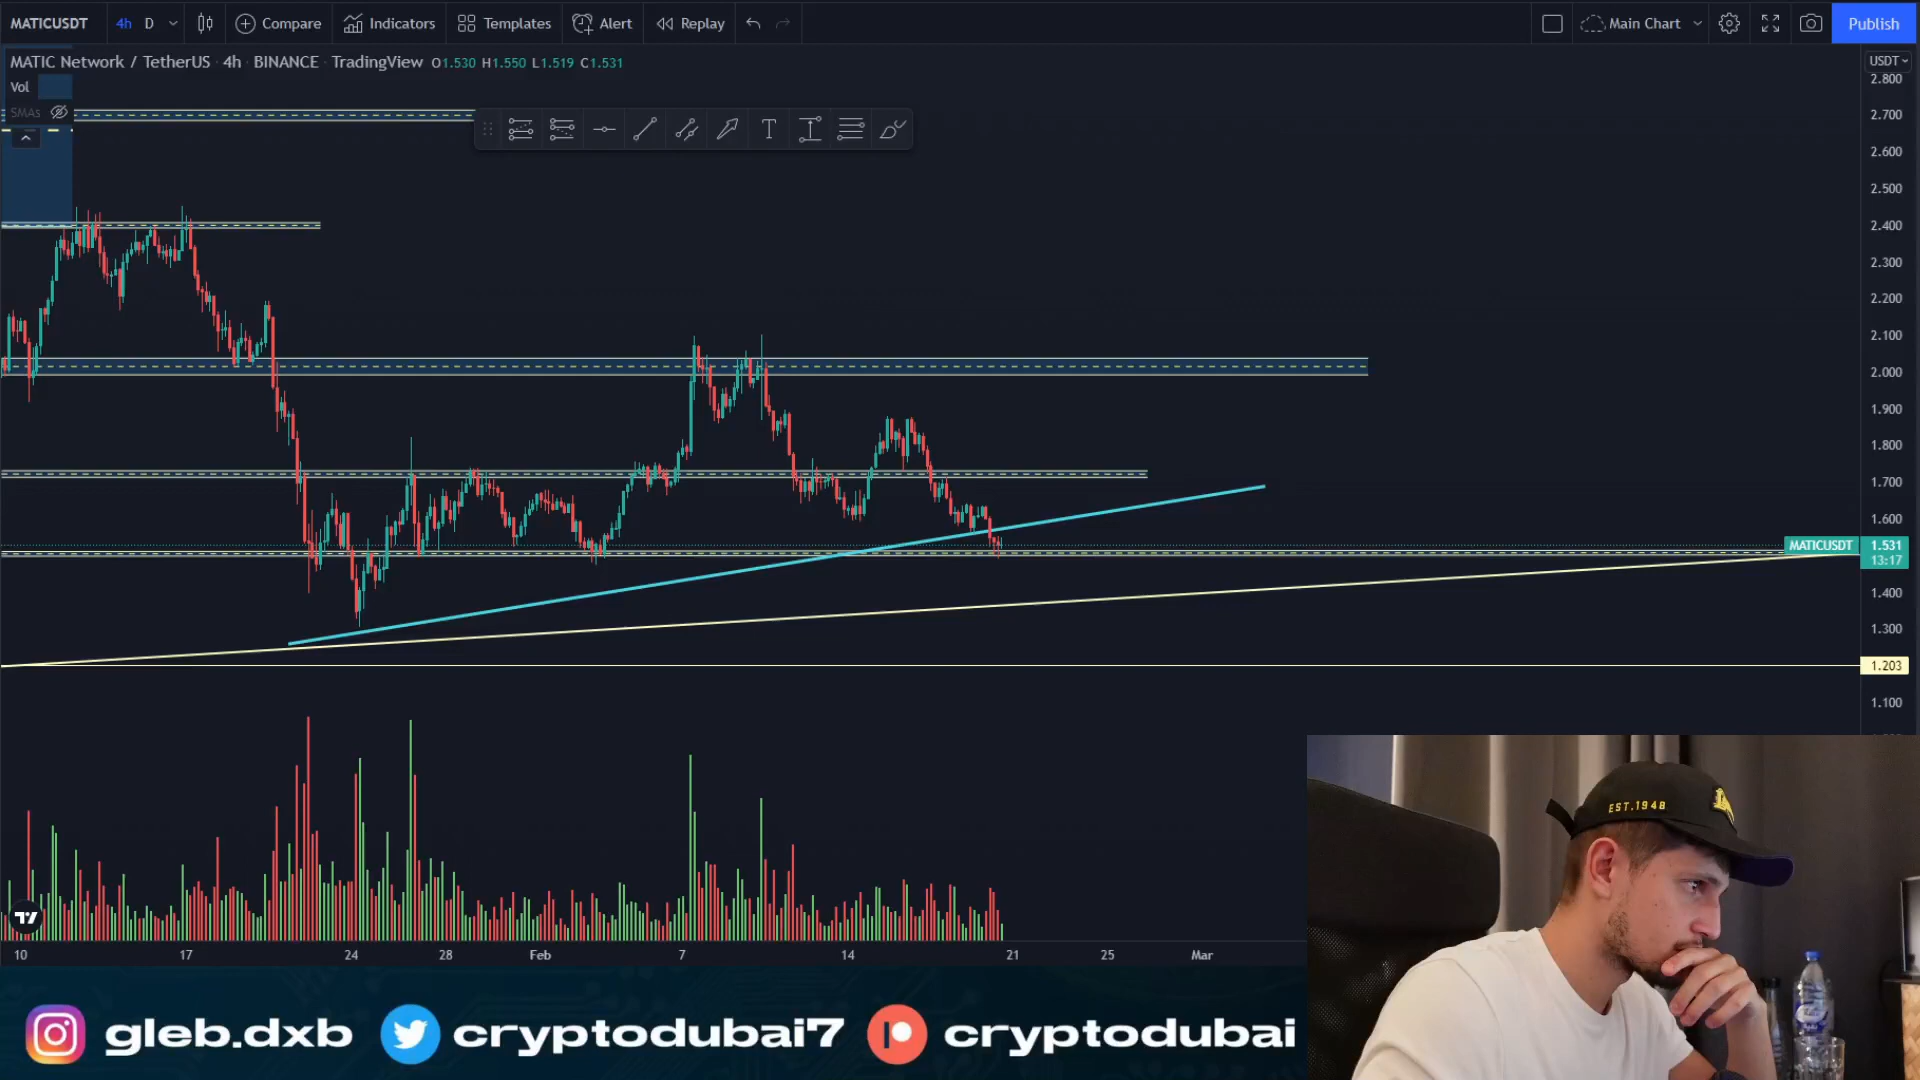 MATICUSDT 4h D Compare Indicators Templates Alert Replay Main Chart Publish
MATIC Network / TetherUS · 4h · BINANCE · TradingView O1.530 H1.550 L1.519 C1.531
USDT
Vol
SMAs
T
2.800
2.700
2.600
2.500
2.400
2.300
2.200
2.100
2.000
1.900
1.800
1.700
1.600
MATICUSDT 1.531
13:17
1.400
1.300
1.203
1.100
10 17 24 28 Feb 7 14 21 25 Mar
EST.1948
gleb.dxb cryptodubai7 cryptodubai